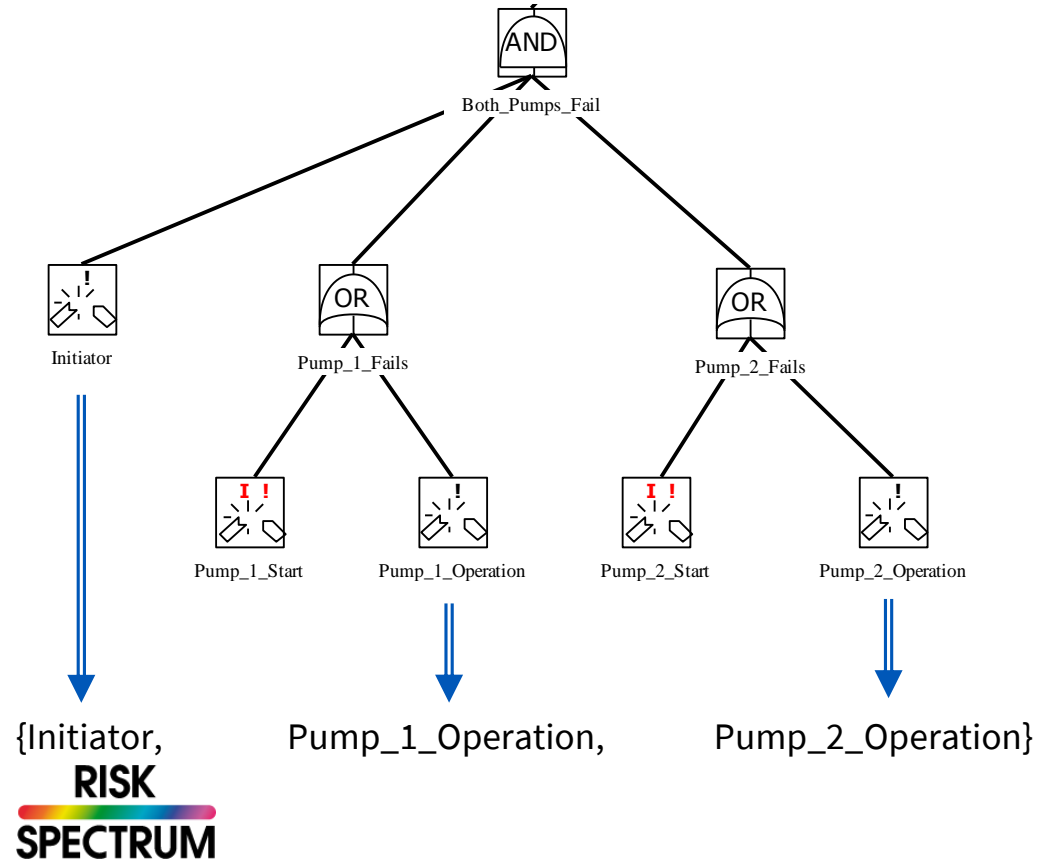 AND
Both_Pumps_Fail
!
OR
OR
Initiator
Pump_1_Fails
Pump_2_Fails
I !
!
I !
!
Pump_1_Start
Pump_1_Operation
Pump_2_Start
Pump_2_Operation
{Initiator,
Pump_1_Operation,
Pump_2_Operation}
RISK
SPECTRUM